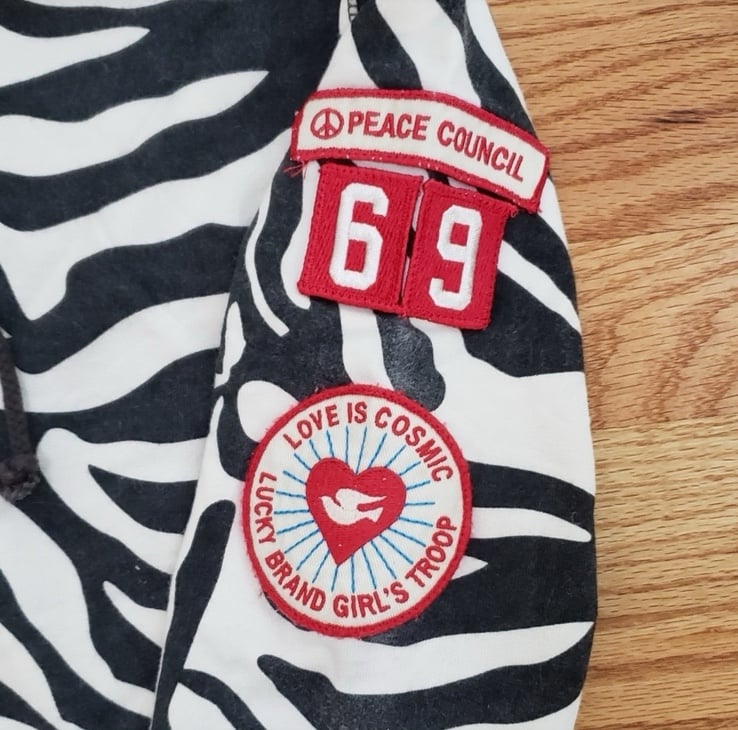 PEACE COUNCIL
69
LOVE IS COSMIC
LUCKY BRAND GIRL'S TROOP